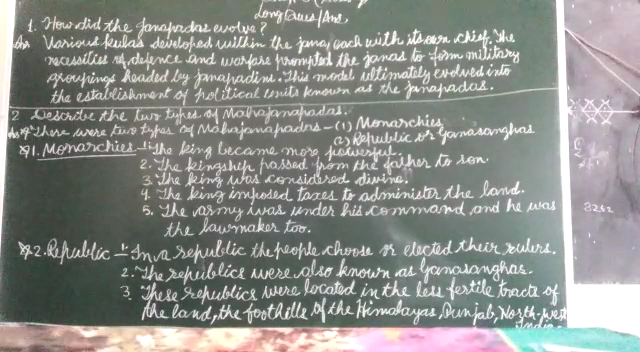 Long Ques/Ans.
1. How did the Janapadas evolve?
Ans Various kulas developed within the jana, each with its own chief. The
necessities of defence and warfare prompted the janas to form military
groupings headed by janapadins. This model ultimately evolved into
the establishment of political units known as the Janapadas.
2 Describe the two types of Mahajanapadas.
Ans There were two types of Mahajanapadas – (1) Monarchies
(2) Republic or Ganasanghas
1. Monarchies – 1. The king became more powerful.
2. The kingship passed from the father to son.
3. The king was considered divine.
4. The king imposed taxes to administer the land.
5. The army was under his command and he was
the lawmaker too.
2. Republic – 1. In a republic the people choose or elected their rulers.
2. The republics were also known as Ganasanghas.
3. These republics were located in the less fertile tracts of
the land, the foothills of the Himalayas, Punjab, North-west
India.